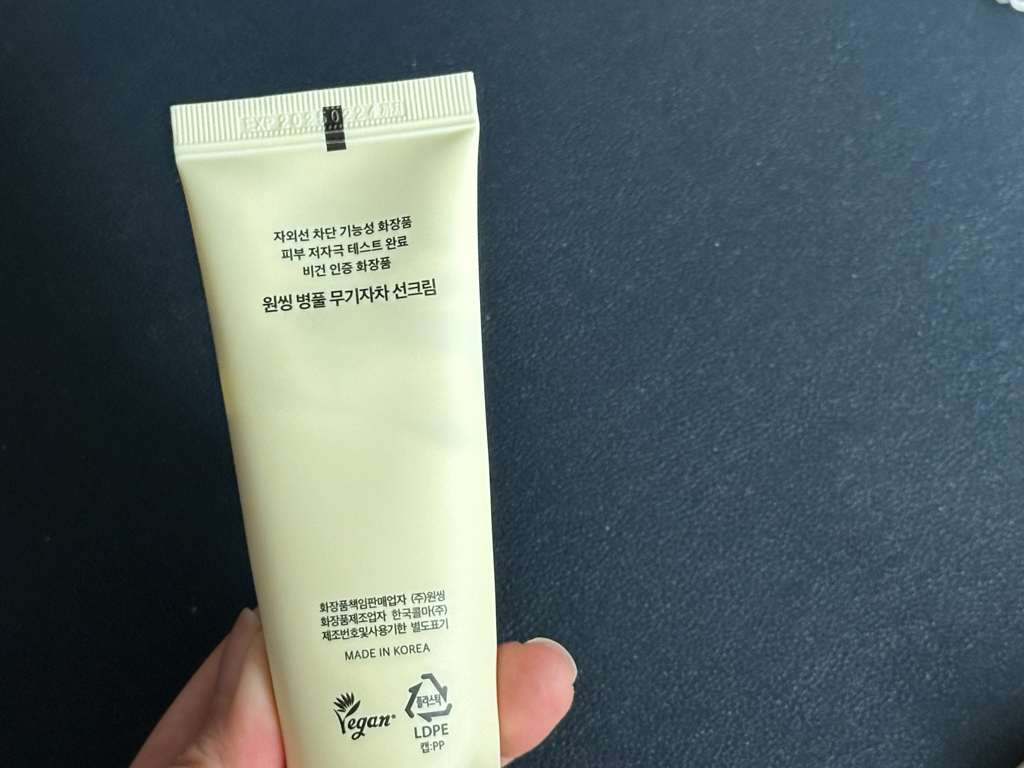 자외선 차단 기능성 화장품
피부 저자극 테스트 완료
비건 인증 화장품
원씽 병풀 무기자차 선크림
화장품책임판매업자 (주)원씽
화장품제조업자 한국콜마(주)
제조번호및사용기한 별도표기
MADE IN KOREA
Vegan
플라스틱
LDPE
캡:PP